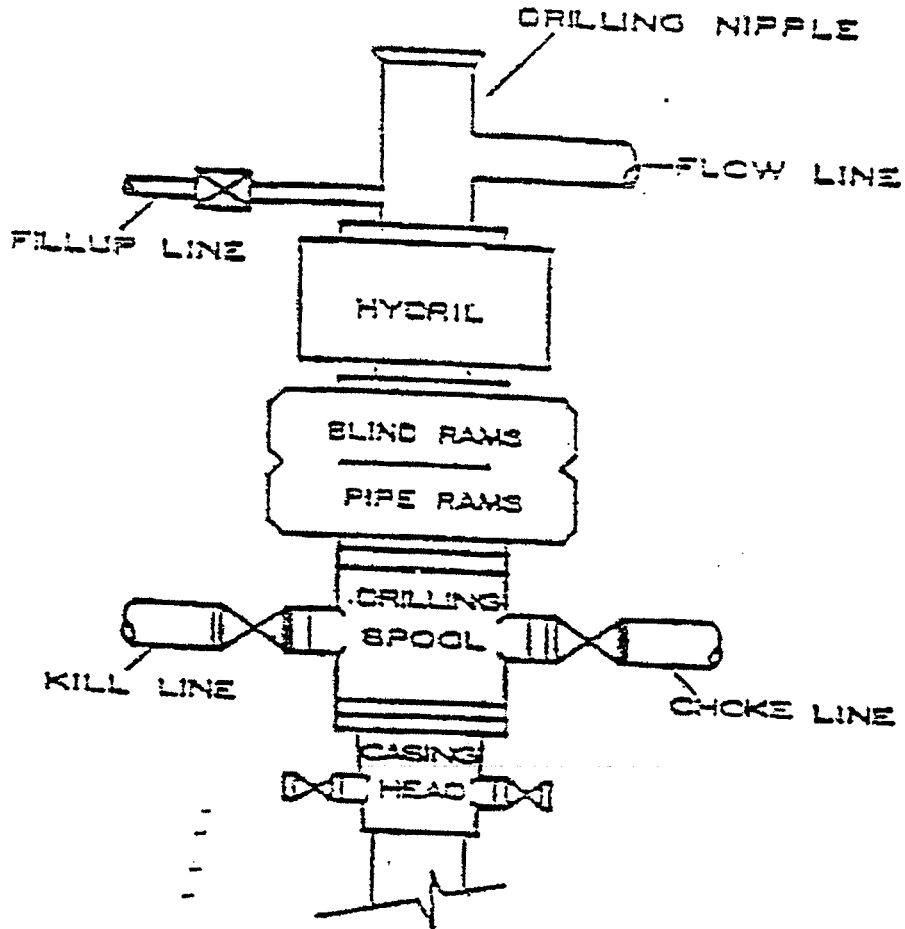 DRILLING NIPPLE
FLOW LINE
FILLUP LINE
HYDRIL
BLIND RAMS
PIPE RAMS
DRILLING
SPOOL
KILL LINE
CHOKE LINE
CASING
HEAD